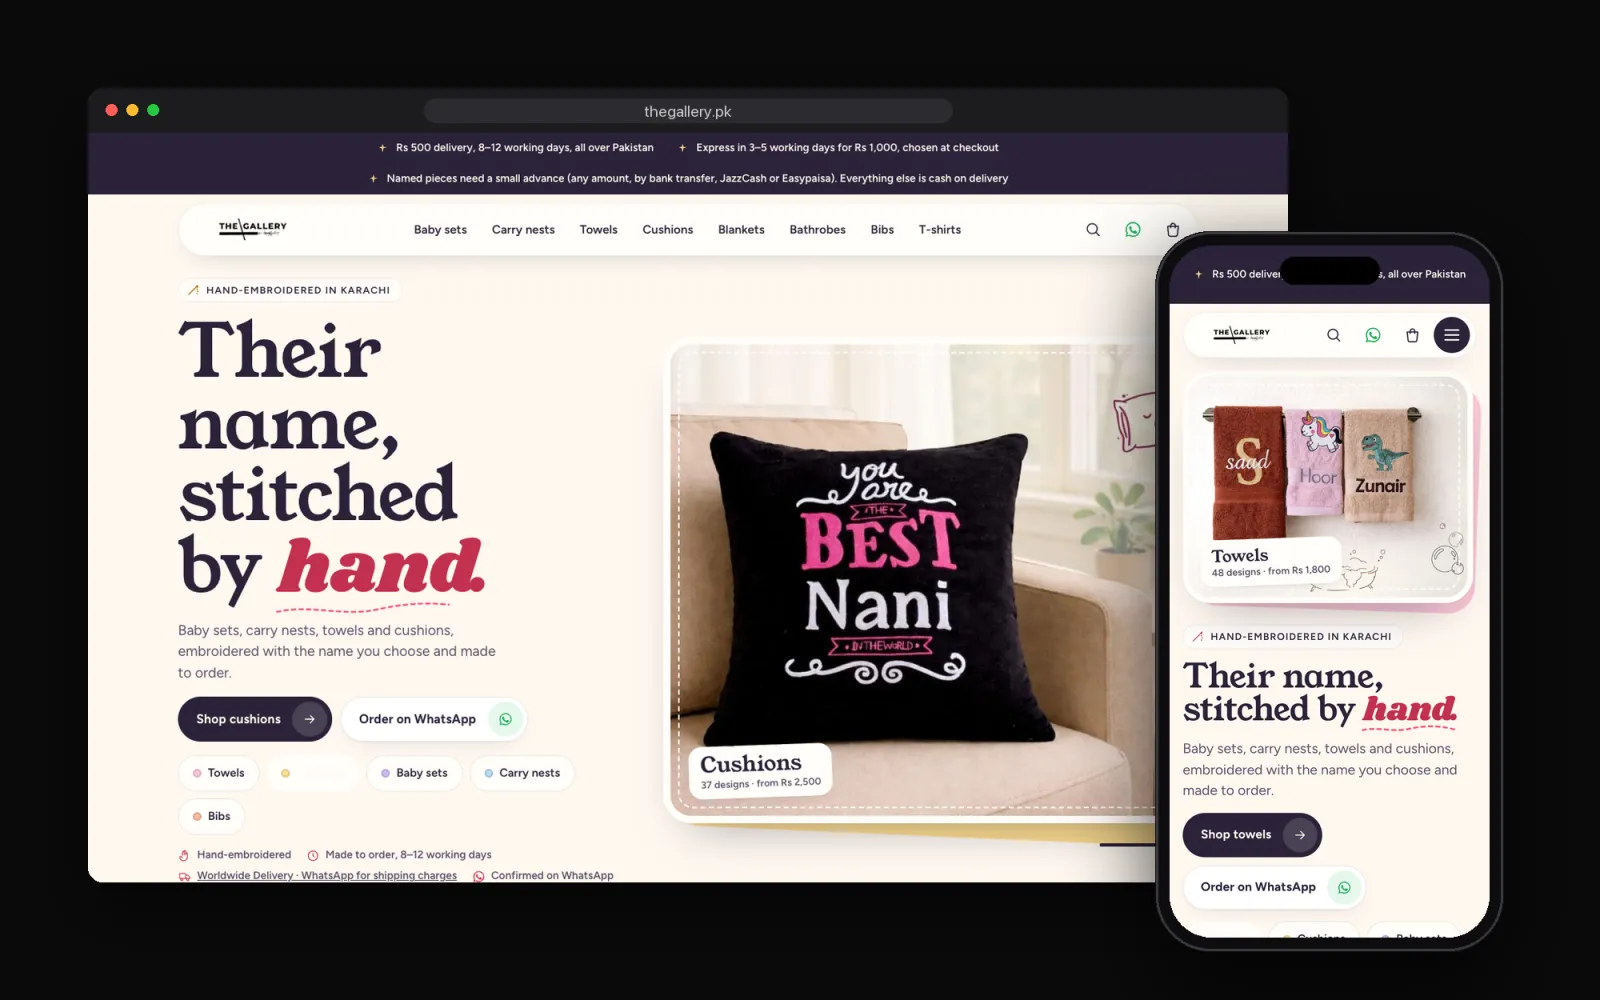 thegallery.pk
Rs 500 delivery, 8–12 working days, all over Pakistan
Express in 3–5 working days for Rs 1,000, chosen at checkout
Named pieces need a small advance (any amount, by bank transfer, JazzCash or Easypaisa). Everything else is cash on delivery
THE GALLERY
Baby sets
Carry nests
Towels
Cushions
Blankets
Bathrobes
Bibs
T-shirts
HAND-EMBROIDERED IN KARACHI
Their
name,
stitched
by hand.
Baby sets, carry nests, towels and cushions,
embroidered with the name you choose and made
to order.
Shop cushions
Order on WhatsApp
Towels
Baby sets
Carry nests
Bibs
Hand-embroidered
Made to order, 8–12 working days
Worldwide Delivery · WhatsApp for shipping charges
Confirmed on WhatsApp
you
are
THE
BEST
Nani
IN THE WORLD
Cushions
37 designs · from Rs 2,500
Rs 500 deliver
s, all over Pakistan
THE GALLERY
saad
S
Hoor
Zunair
Towels
48 designs · from Rs 1,800
HAND-EMBROIDERED IN KARACHI
Their name,
stitched by hand.
Baby sets, carry nests, towels and cushions,
embroidered with the name you choose and
made to order.
Shop towels
Order on WhatsApp
Cushions
Baby sets